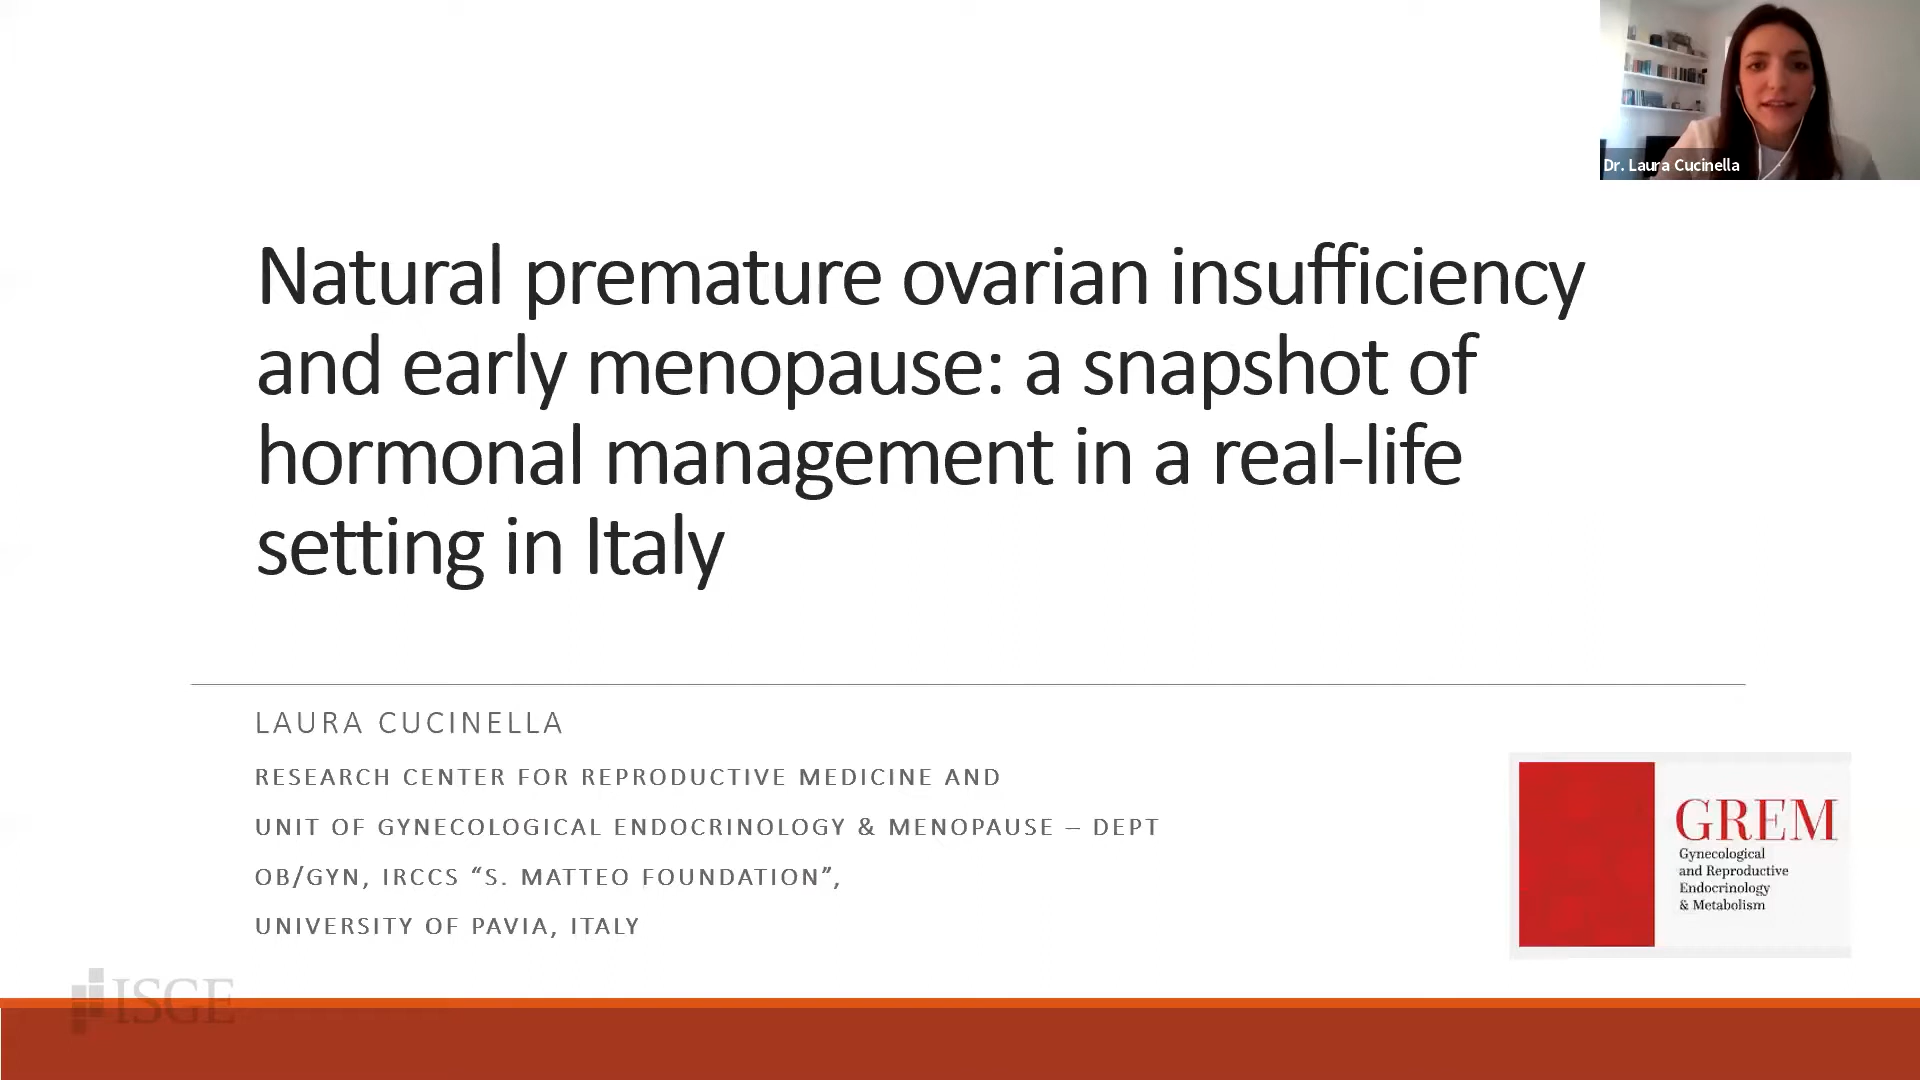 Dr. Laura Cucinella
Natural premature ovarian insufficiency
and early menopause: a snapshot of
hormonal management in a real-life
setting in Italy
LAURA CUCINELLA
RESEARCH CENTER FOR REPRODUCTIVE MEDICINE AND
UNIT OF GYNECOLOGICAL ENDOCRINOLOGY & MENOPAUSE – DEPT
OB/GYN, IRCCS “S. MATTEO FOUNDATION”,
UNIVERSITY OF PAVIA, ITALY
GREM
Gynecological
and Reproductive
Endocrinology
& Metabolism
ISGE